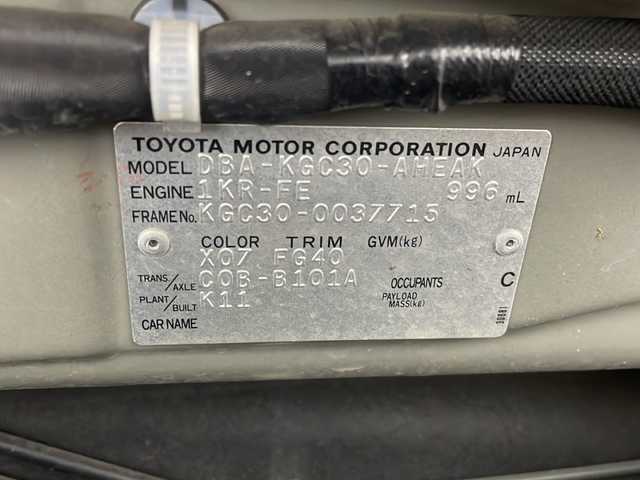 TOYOTA MOTOR CORPORATION JAPAN
MODEL DBA-KGC30-AHEAK
ENGINE 1KR-FE 996 mL
FRAME No. KGC30-0037715
COLOR TRIM GVM(kg)
X07 FG40
TRANS/AXLE C0B-B101A OCCUPANTS C
PLANT/BUILT K11 PAYLOAD MASS(kg)
CAR NAME